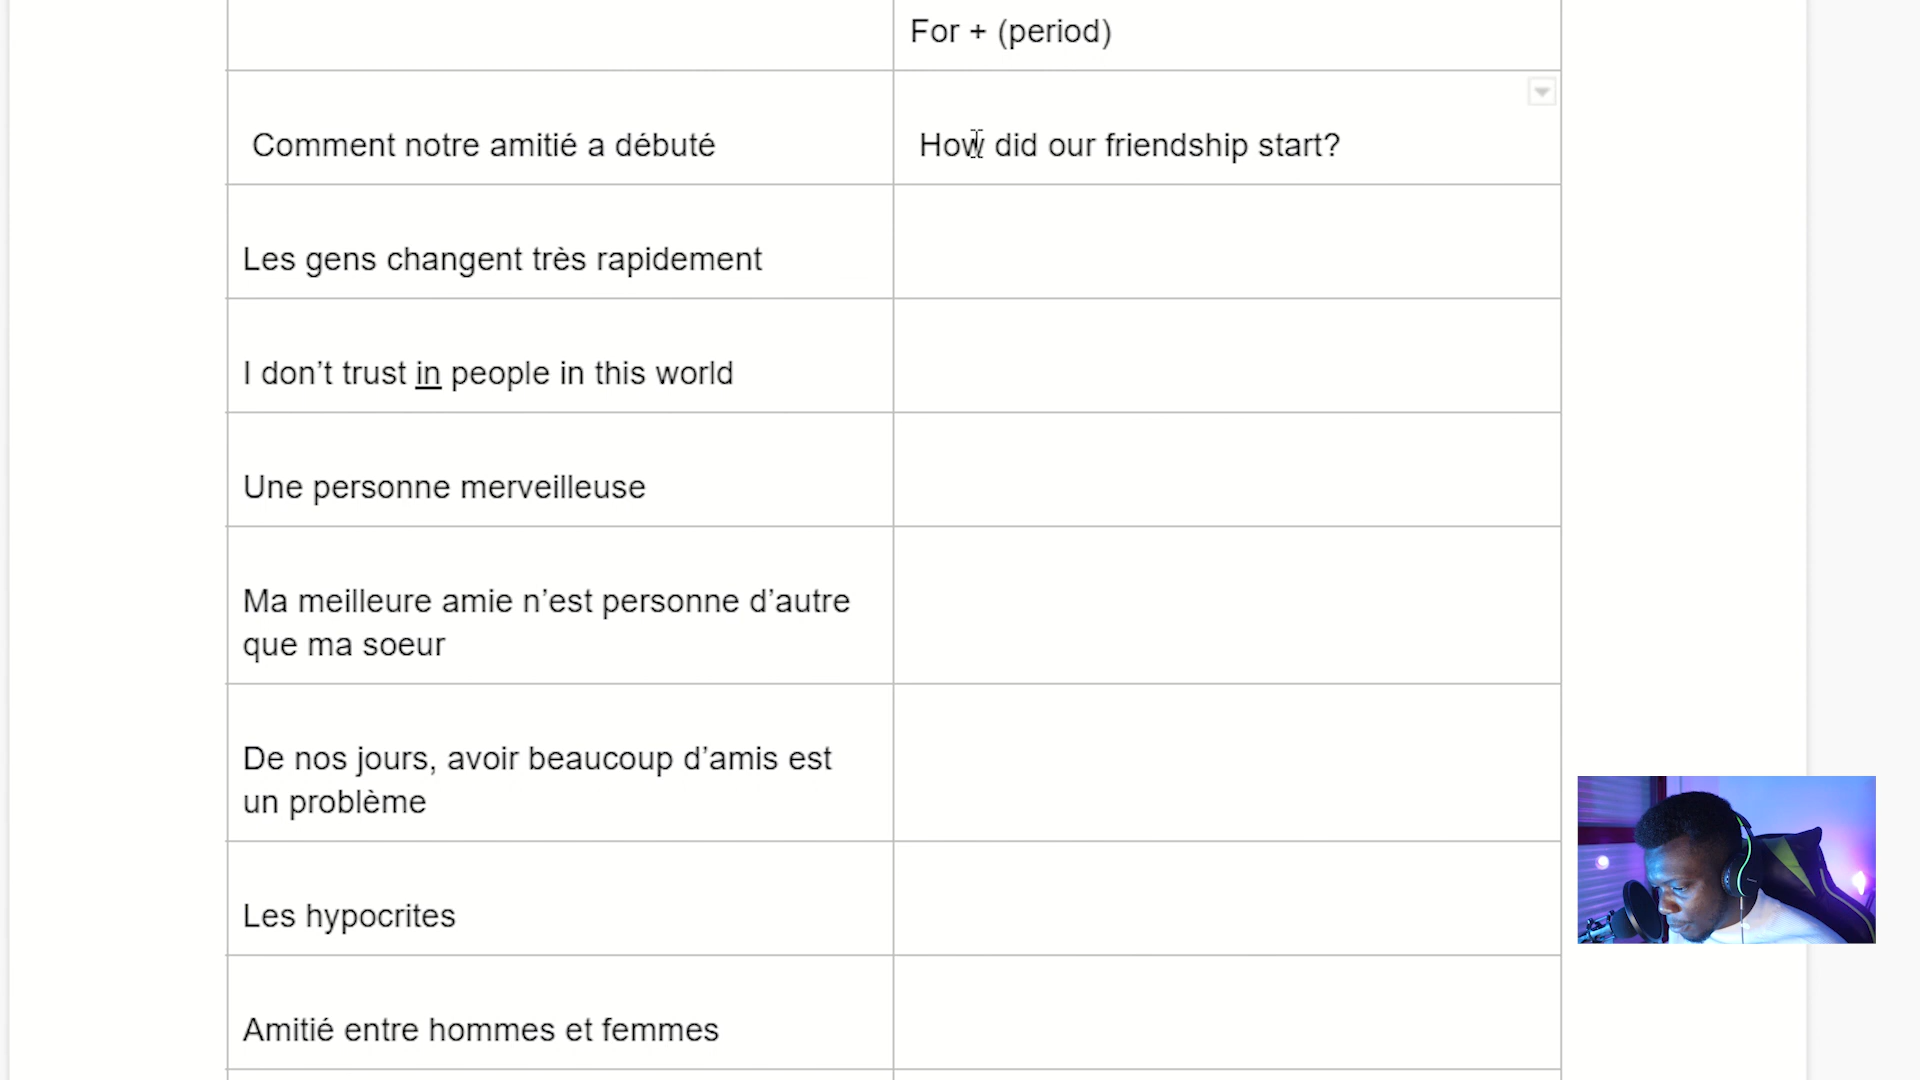 For + (period)
Comment notre amitié a débuté
How did our friendship start?
Les gens changent très rapidement
I don’t trust in people in this world
Une personne merveilleuse
Ma meilleure amie n’est personne d’autre
que ma soeur
De nos jours, avoir beaucoup d’amis est
un problème
Les hypocrites
Amitié entre hommes et femmes